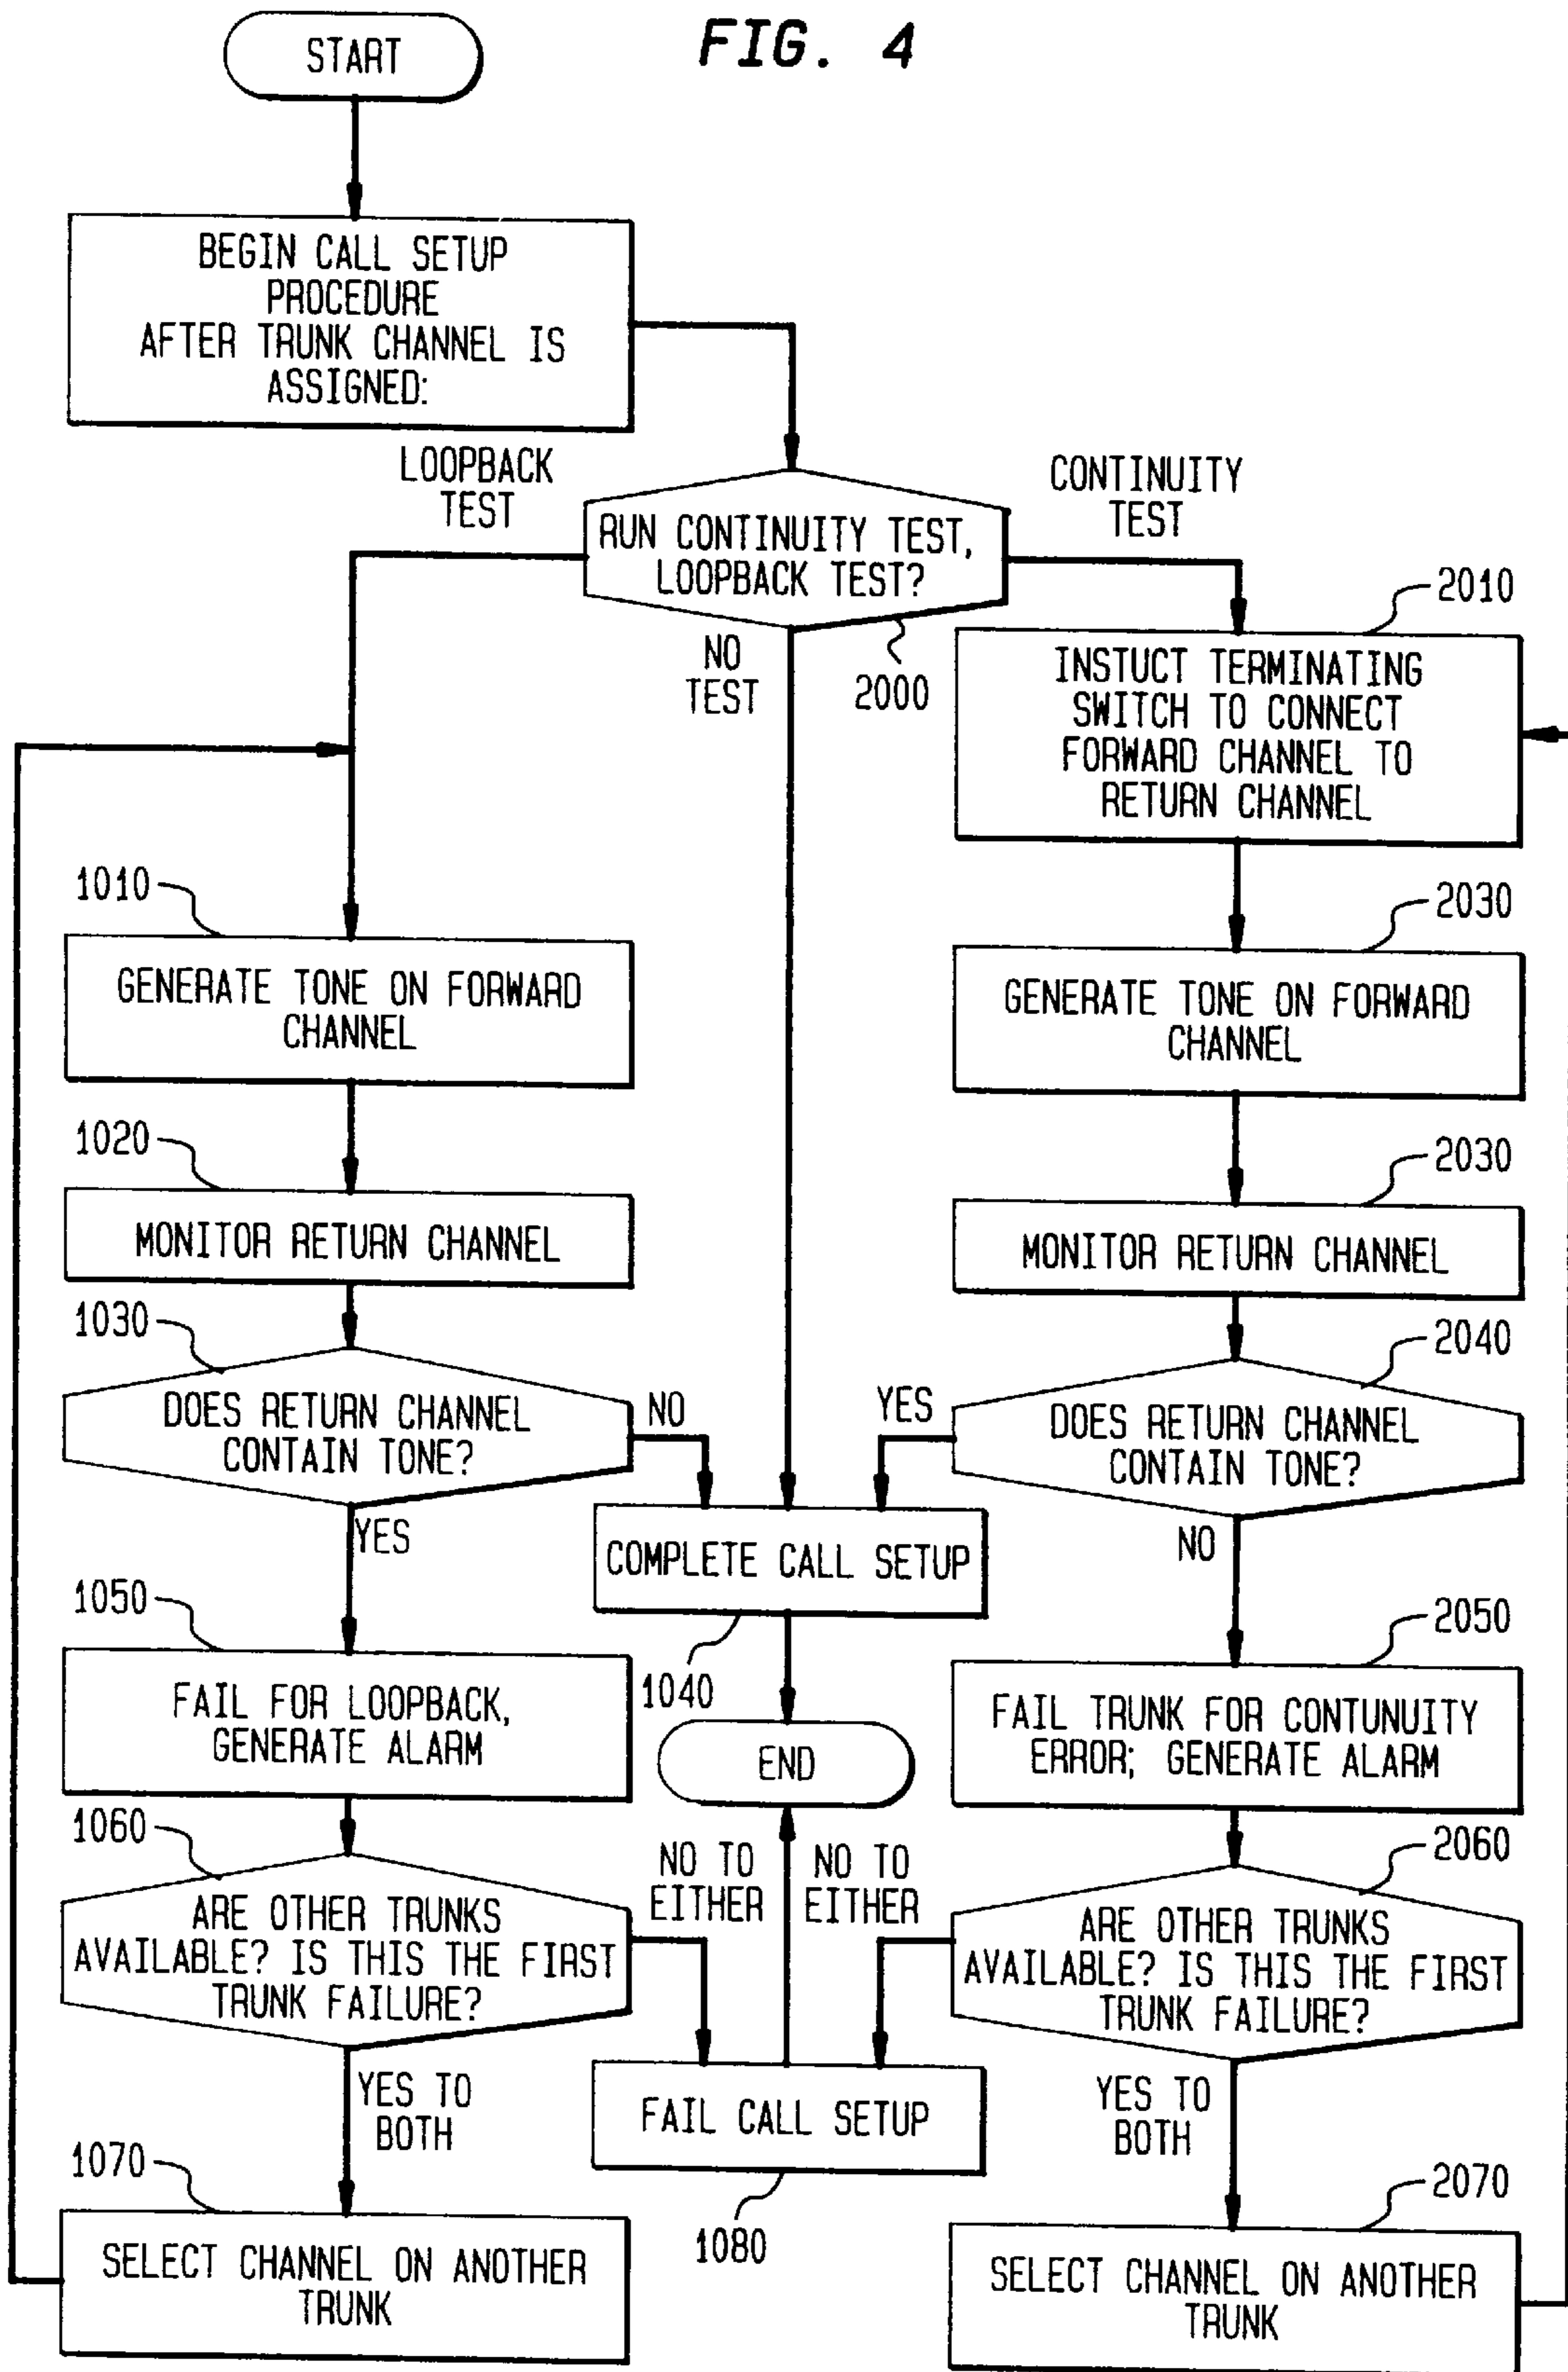 FIG. 4
START
BEGIN CALL SETUP
PROCEDURE
AFTER TRUNK CHANNEL IS
ASSIGNED:
LOOPBACK
TEST
RUN CONTINUITY TEST,
LOOPBACK TEST?
CONTINUITY
TEST
NO
TEST
2000
2010
INSTUCT TERMINATING
SWITCH TO CONNECT
FORWARD CHANNEL TO
RETURN CHANNEL
1010
GENERATE TONE ON FORWARD
CHANNEL
2030
GENERATE TONE ON FORWARD
CHANNEL
1020
MONITOR RETURN CHANNEL
2030
MONITOR RETURN CHANNEL
1030
DOES RETURN CHANNEL
CONTAIN TONE?
NO
YES
2040
DOES RETURN CHANNEL
CONTAIN TONE?
YES
NO
COMPLETE CALL SETUP
1040
1050
FAIL FOR LOOPBACK,
GENERATE ALARM
END
2050
FAIL TRUNK FOR CONTUNUITY
ERROR; GENERATE ALARM
1060
ARE OTHER TRUNKS
AVAILABLE? IS THIS THE FIRST
TRUNK FAILURE?
NO TO
EITHER
NO TO
EITHER
2060
ARE OTHER TRUNKS
AVAILABLE? IS THIS THE FIRST
TRUNK FAILURE?
YES TO
BOTH
FAIL CALL SETUP
1080
YES TO
BOTH
1070
SELECT CHANNEL ON ANOTHER
TRUNK
2070
SELECT CHANNEL ON ANOTHER
TRUNK